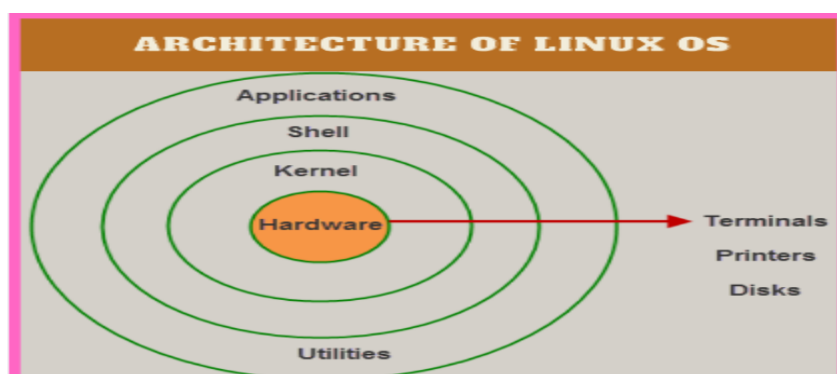 ARCHITECTURE OF LINUX OS
Applications
Shell
Kernel
Hardware
Terminals
Printers
Disks
Utilities